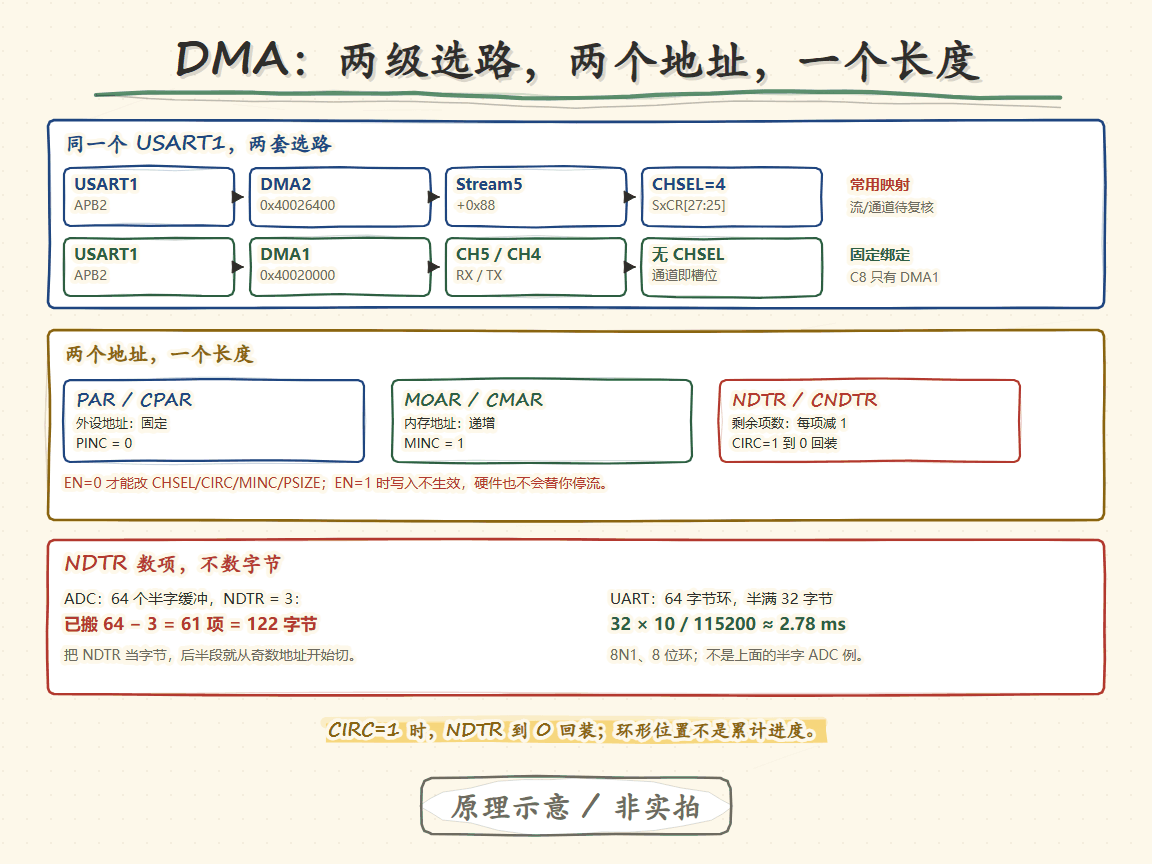 DMA：两级选路，两个地址，一个长度
同一个 USART1，两套选路
USART1
APB2
DMA2
0x40026400
Stream5
+0x88
CHSEL=4
SxCR[27:25]
常用映射
流/通道待复核
USART1
APB2
DMA1
0x40020000
CH5 / CH4
RX / TX
无 CHSEL
通道即槽位
固定绑定
C8 只有 DMA1
两个地址，一个长度
PAR / CPAR
外设地址：固定
PINC = 0
M0AR / CMAR
内存地址：递增
MINC = 1
NDTR / CNDTR
剩余项数：每项减 1
CIRC=1 到 0 回装
EN=0 才能改 CHSEL/CIRC/MINC/PSIZE；EN=1 时写入不生效，硬件也不会替你停流。
NDTR 数项，不数字节
ADC：64 个半字缓冲，NDTR = 3：
已搬 64 − 3 = 61 项 = 122 字节
把 NDTR 当字节，后半段就从奇数地址开始切。
UART：64 字节环，半满 32 字节
32 × 10 / 115200 ≈ 2.78 ms
8N1、8 位环；不是上面的半字 ADC 例。
CIRC=1 时，NDTR 到 0 回装；环形位置不是累计进度。
原理示意 / 非实拍